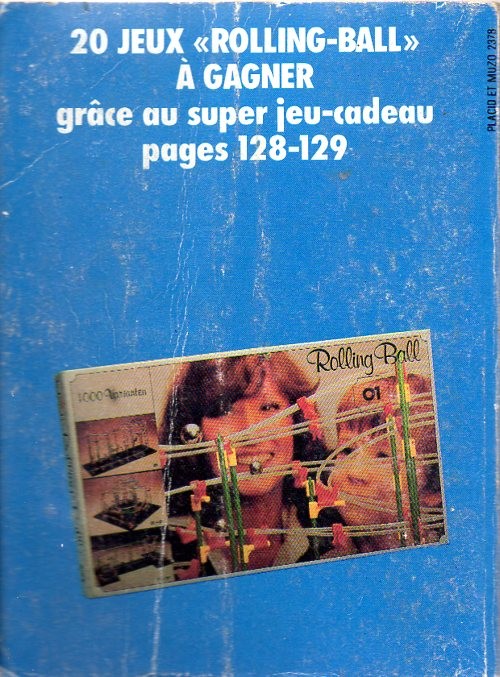 20 JEUX «ROLLING-BALL»
À GAGNER
grâce au super jeu-cadeau
pages 128-129
PLACID ET MUZO 2378
Rolling Ball
01
1000 Varianten